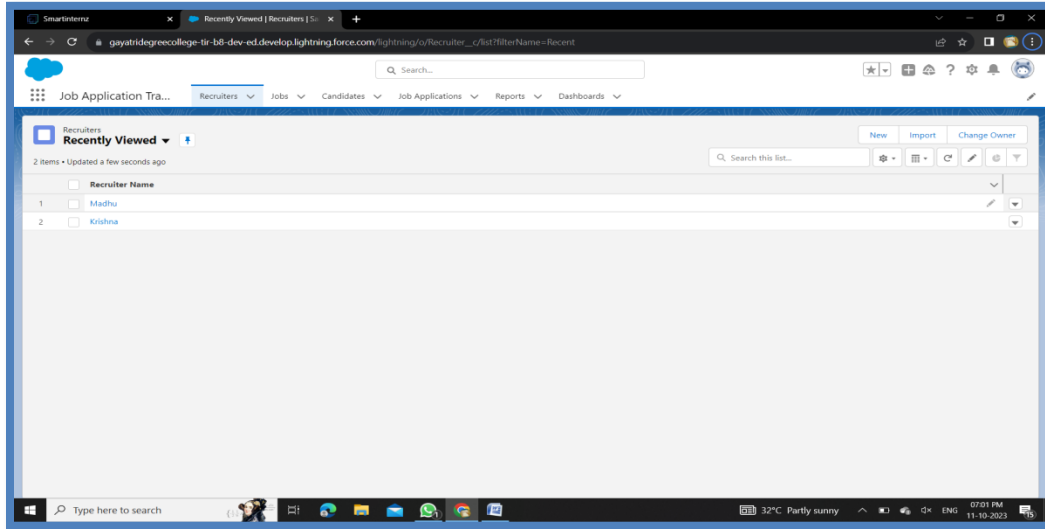 Smartinternz
Recently Viewed | Recruiters | Sa
gayatridegreecollege-tir-b8-dev-ed.develop.lightning.force.com/lightning/o/Recruiter__c/list?filterName=Recent
Search...
Job Application Tra... Recruiters Jobs Candidates Job Applications Reports Dashboards
Recruiters
Recently Viewed
New Import Change Owner
2 items • Updated a few seconds ago
Search this list...
Recruiter Name
1 Madhu
2 Krishna
Type here to search
32°C Partly sunny
ENG
07:01 PM
11-10-2023
15